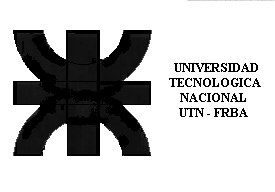 UNIVERSIDAD
TECNOLOGICA
NACIONAL
UTN - FRBA